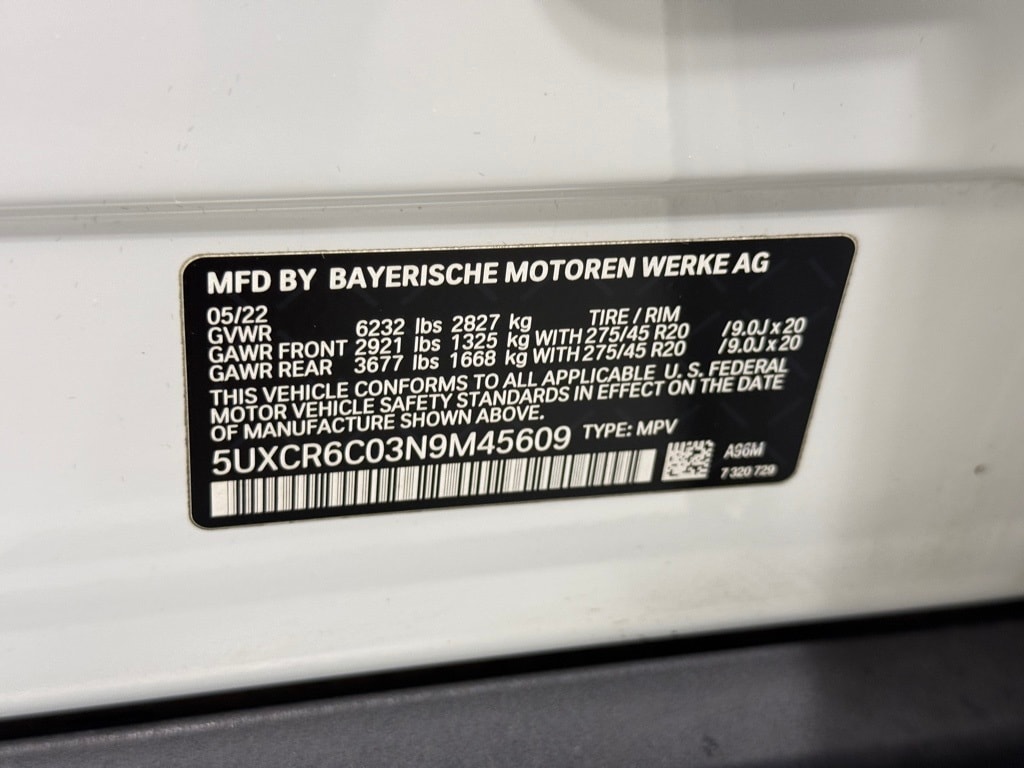 MFD BY BAYERISCHE MOTOREN WERKE AG
05/22 TIRE / RIM
GVWR 6232 lbs 2827 kg
GAWR FRONT 2921 lbs 1325 kg WITH 275/45 R20 /9.0J x 20
GAWR REAR 3677 lbs 1668 kg WITH 275/45 R20 /9.0J x 20
THIS VEHICLE CONFORMS TO ALL APPLICABLE U. S. FEDERAL
MOTOR VEHICLE SAFETY STANDARDS IN EFFECT ON THE DATE
OF MANUFACTURE SHOWN ABOVE.
5UXCR6C03N9M45609 TYPE: MPV
A96M
7 320 729